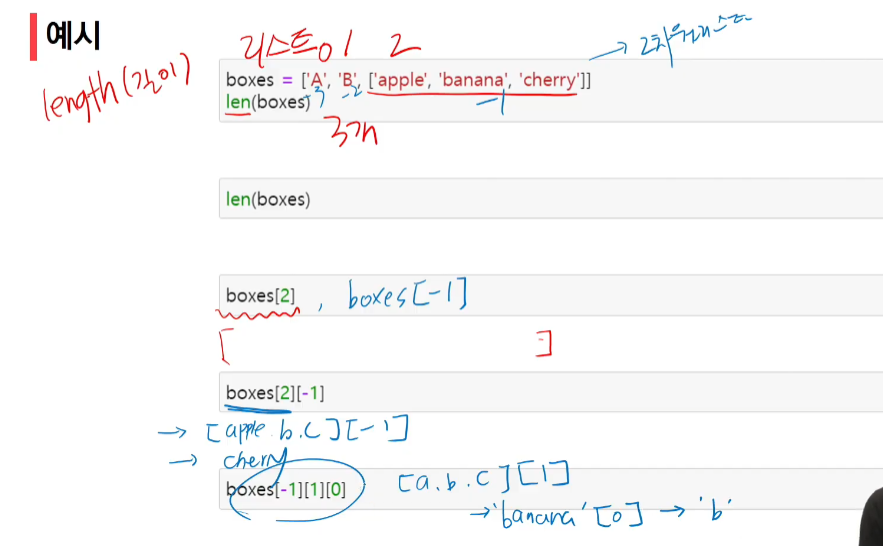 예시
리스트 0 1 2
→ 2차원 리스트
length(길이)
boxes = ['A', 'B', ['apple', 'banana', 'cherry']]
-3 -2 -1
len(boxes)
3개
len(boxes)
boxes[2] , boxes[-1]
[ ]
boxes[2][-1]
→ [apple. b. c][-1]
→ cherry
boxes[-1][1][0] [a. b. c][1]
→ 'banana'[0] → 'b'